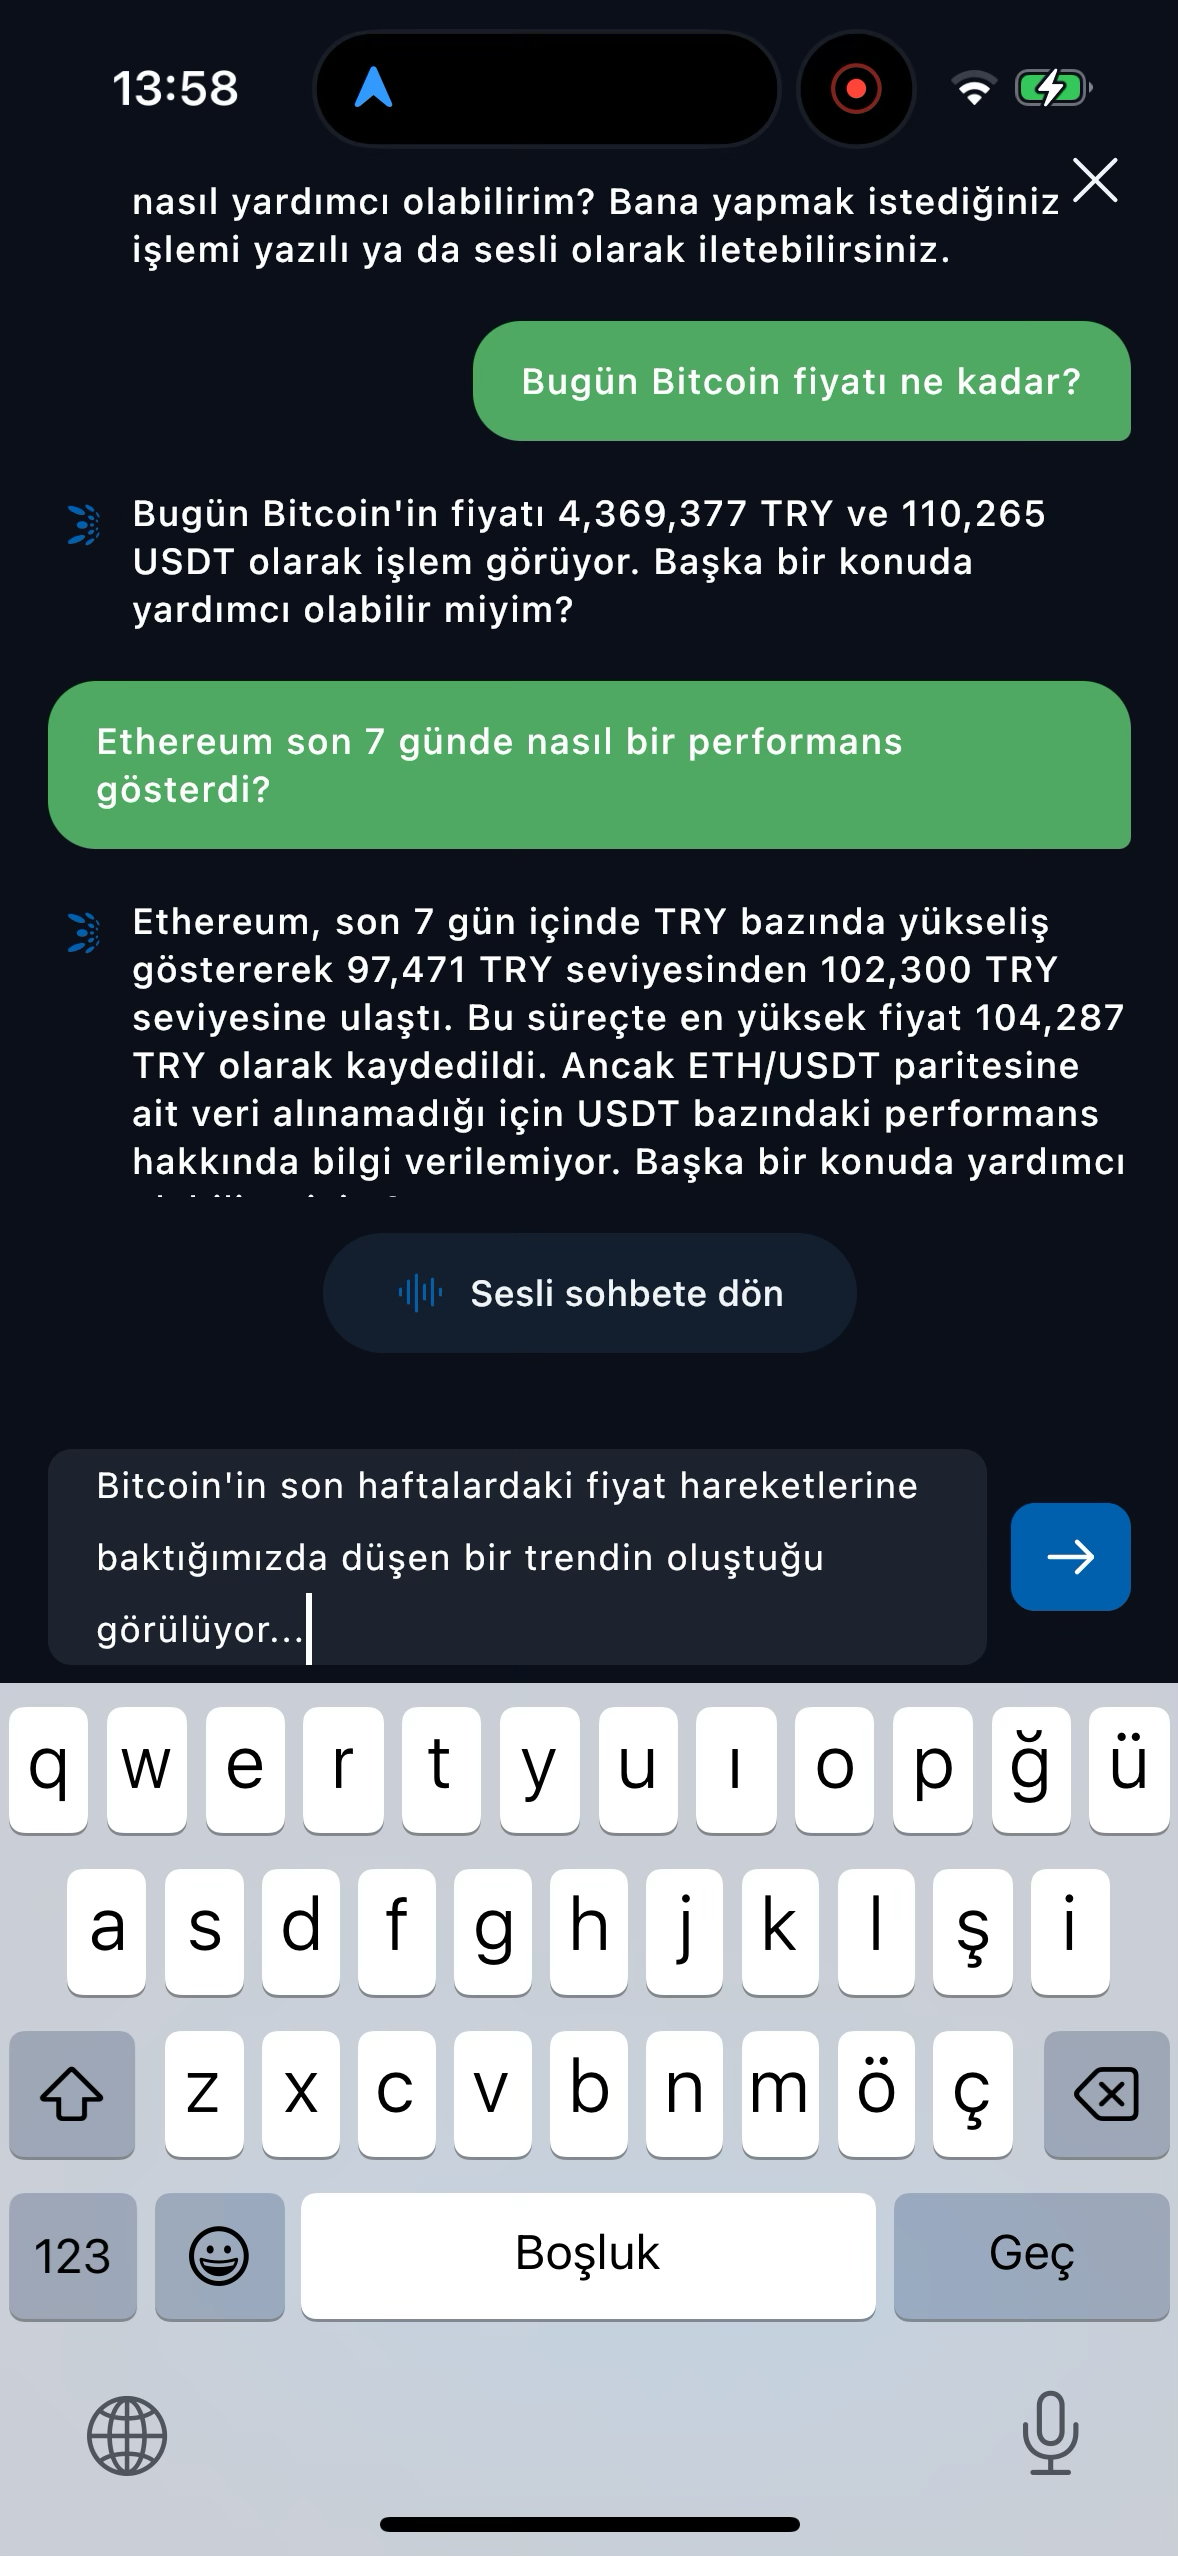 13:58
nasıl yardımcı olabilirim? Bana yapmak istediğiniz
işlemi yazılı ya da sesli olarak iletebilirsiniz.
Bugün Bitcoin fiyatı ne kadar?
Bugün Bitcoin'in fiyatı 4,369,377 TRY ve 110,265
USDT olarak işlem görüyor. Başka bir konuda
yardımcı olabilir miyim?
Ethereum son 7 günde nasıl bir performans
gösterdi?
Ethereum, son 7 gün içinde TRY bazında yükseliş
göstererek 97,471 TRY seviyesinden 102,300 TRY
seviyesine ulaştı. Bu süreçte en yüksek fiyat 104,287
TRY olarak kaydedildi. Ancak ETH/USDT paritesine
ait veri alınamadığı için USDT bazındaki performans
hakkında bilgi verilemiyor. Başka bir konuda yardımcı
Sesli sohbete dön
Bitcoin'in son haftalardaki fiyat hareketlerine
baktığımızda düşen bir trendin oluştuğu
görülüyor...
q w e r t y u ı o p ğ ü
a s d f g h j k l ş i
z x c v b n m ö ç
123 Boşluk Geç